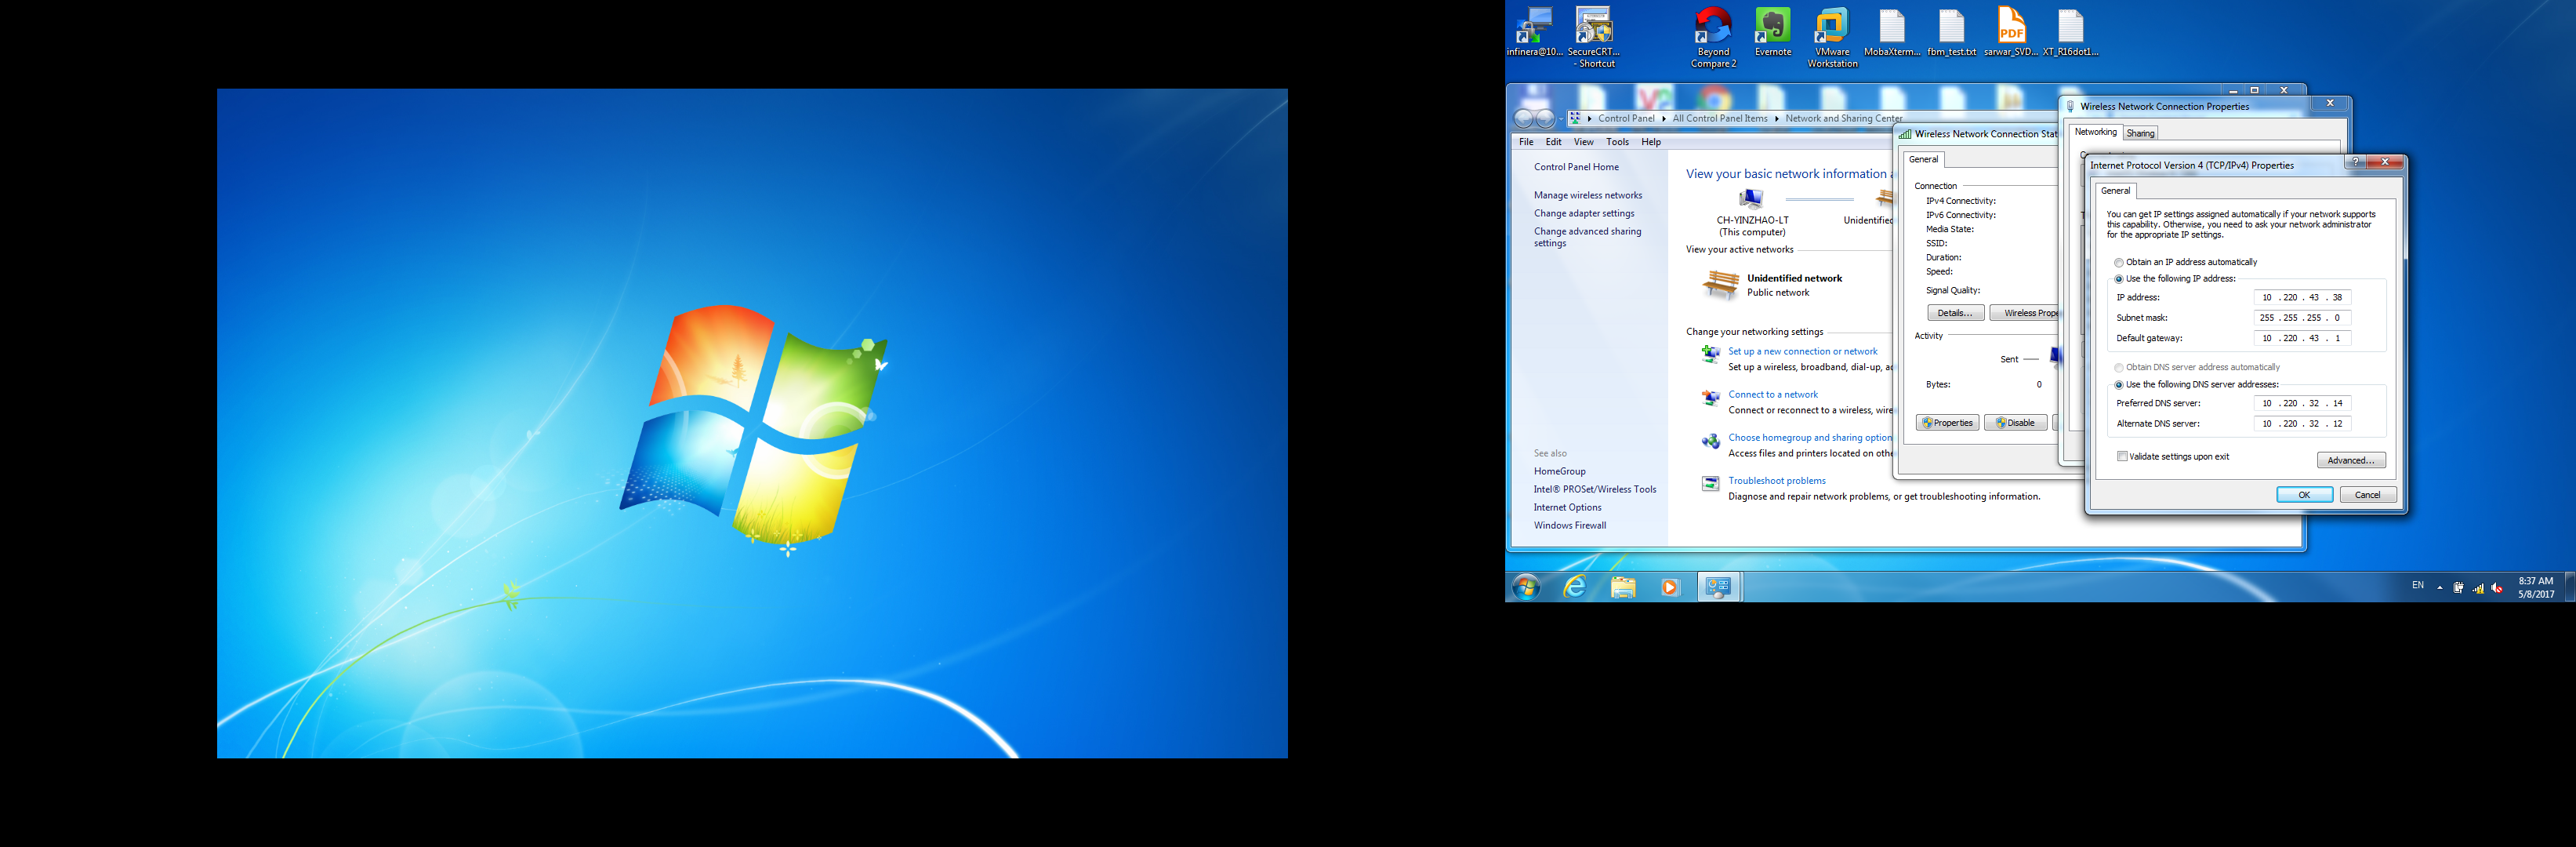 infinera@10...
SecureCRT...
- Shortcut
Beyond
Compare 2
Evernote
VMware
Workstation
MobaXterm...
fbm_test.txt
sarwar_SVD...
XT_R16dot1...
Control Panel
All Control Panel Items
Network and Sharing Center
File Edit View Tools Help
Control Panel Home
Manage wireless networks
Change adapter settings
Change advanced sharing
settings
See also
HomeGroup
Intel® PROSet/Wireless Tools
Internet Options
Windows Firewall
View your basic network information
CH-YINZHAO-LT
(This computer)
Unidentified
View your active networks
Unidentified network
Public network
Change your networking settings
Set up a new connection or network
Set up a wireless, broadband, dial-up,
Connect to a network
Connect or reconnect to a wireless,
Choose homegroup and sharing option
Access files and printers located on
Troubleshoot problems
Diagnose and repair network problems, or get troubleshooting information.
Wireless Network Connection Stat
General
Connection
IPv4 Connectivity:
IPv6 Connectivity:
Media State:
SSID:
Duration:
Speed:
Signal Quality:
Details... Wireless Prope
Activity
Sent
Bytes: 0
Properties Disable
Wireless Network Connection Properties
Networking Sharing
Internet Protocol Version 4 (TCP/IPv4) Properties
General
You can get IP settings assigned automatically if your network supports
this capability. Otherwise, you need to ask your network administrator
for the appropriate IP settings.
Obtain an IP address automatically
Use the following IP address:
IP address: 10 . 220 . 43 . 38
Subnet mask: 255 . 255 . 255 . 0
Default gateway: 10 . 220 . 43 . 1
Obtain DNS server address automatically
Use the following DNS server addresses:
Preferred DNS server: 10 . 220 . 32 . 14
Alternate DNS server: 10 . 220 . 32 . 12
Validate settings upon exit
Advanced...
OK Cancel
EN
8:37 AM
5/8/2017